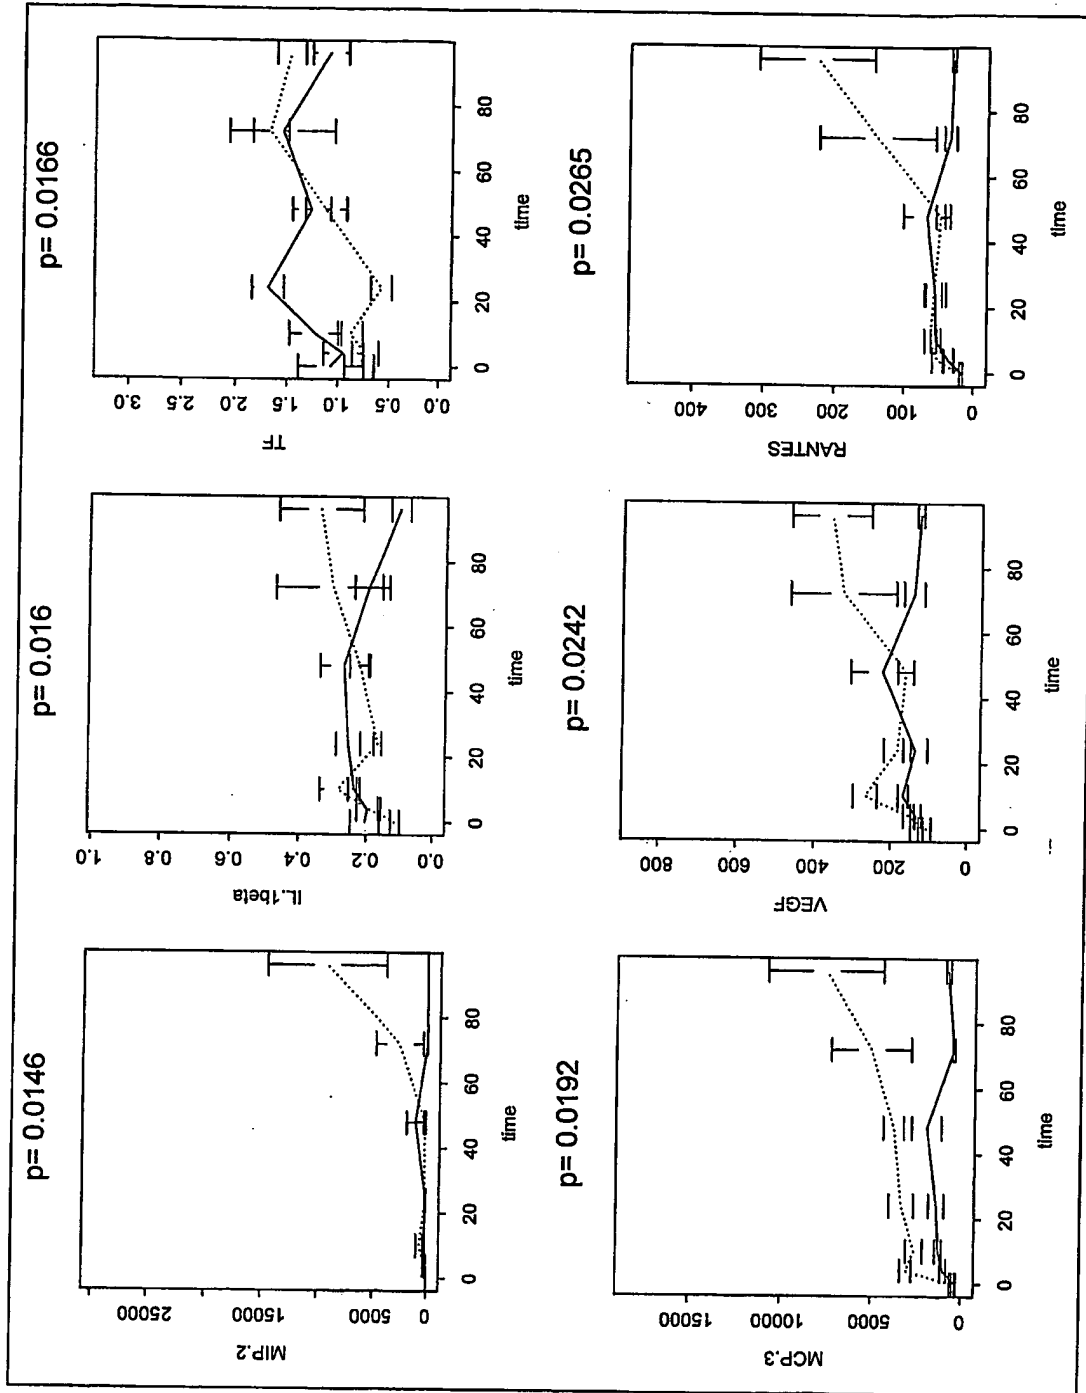 p= 0.0146
MIP.2
0 5000 15000 25000
0 20 40 60 80
time
p= 0.016
IL.1beta
0.0 0.2 0.4 0.6 0.8 1.0
0 20 40 60 80
time
p= 0.0166
TF
0.0 0.5 1.0 1.5 2.0 2.5 3.0
0 20 40 60 80
time
p= 0.0192
MCP.3
0 5000 10000 15000
0 20 40 60 80
time
p= 0.0242
VEGF
0 200 400 600 800
0 20 40 60 80
time
p= 0.0265
RANTES
0 100 200 300 400
0 20 40 60 80
time